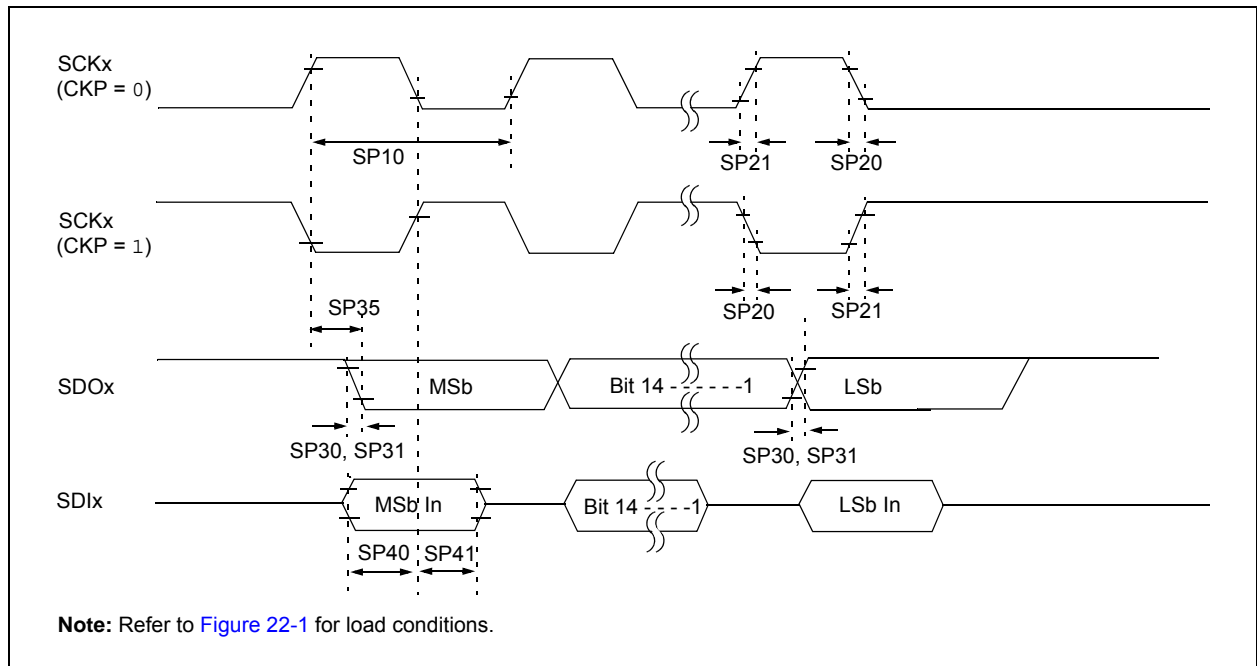 SCKx
(CKP = 0)
SP10
SP21
SP20
SCKx
(CKP = 1)
SP35
SP20
SP21
SDOx
MSb
Bit 14 - - - - - -1
LSb
SP30, SP31
SP30, SP31
SDIx
MSb In
Bit 14 - - - -1
LSb In
SP40
SP41
Note: Refer to Figure 22-1 for load conditions.